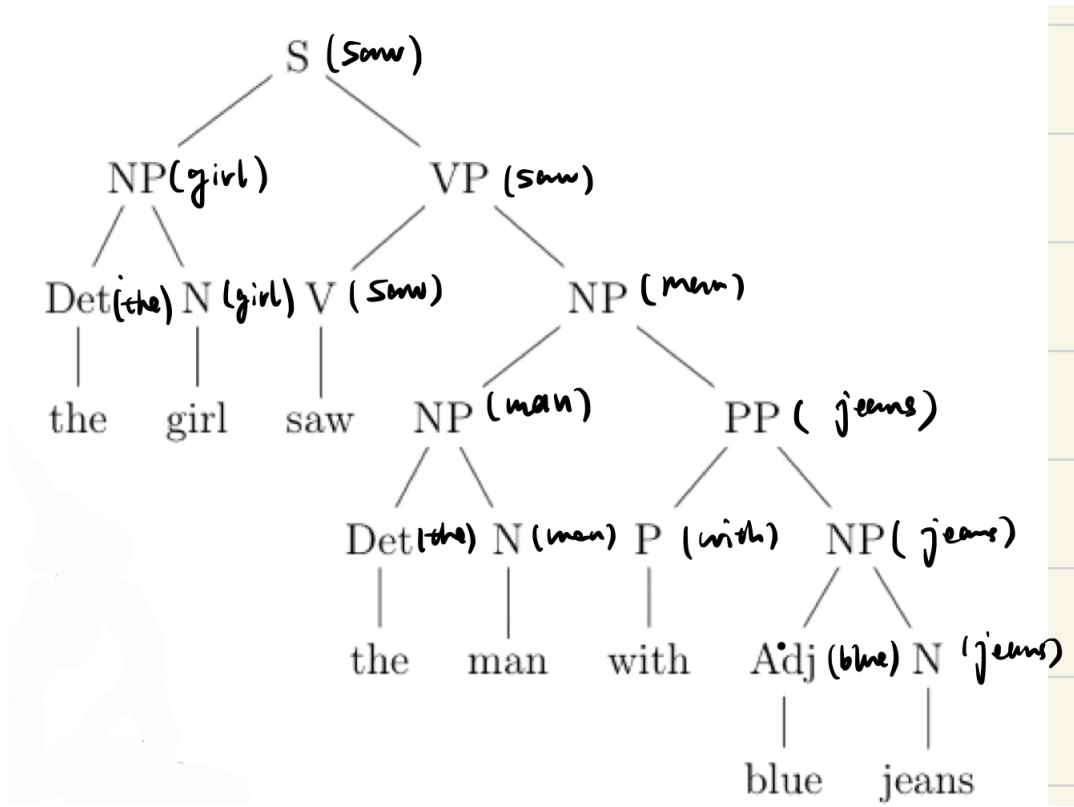 S (saw)
NP (girl) VP (saw)
Det (the) N (girl) V (saw) NP (man)
the girl saw NP (man) PP (jeans)
Det (the) N (man) P (with) NP (jeans)
the man with Adj (blue) N (jeans)
blue jeans